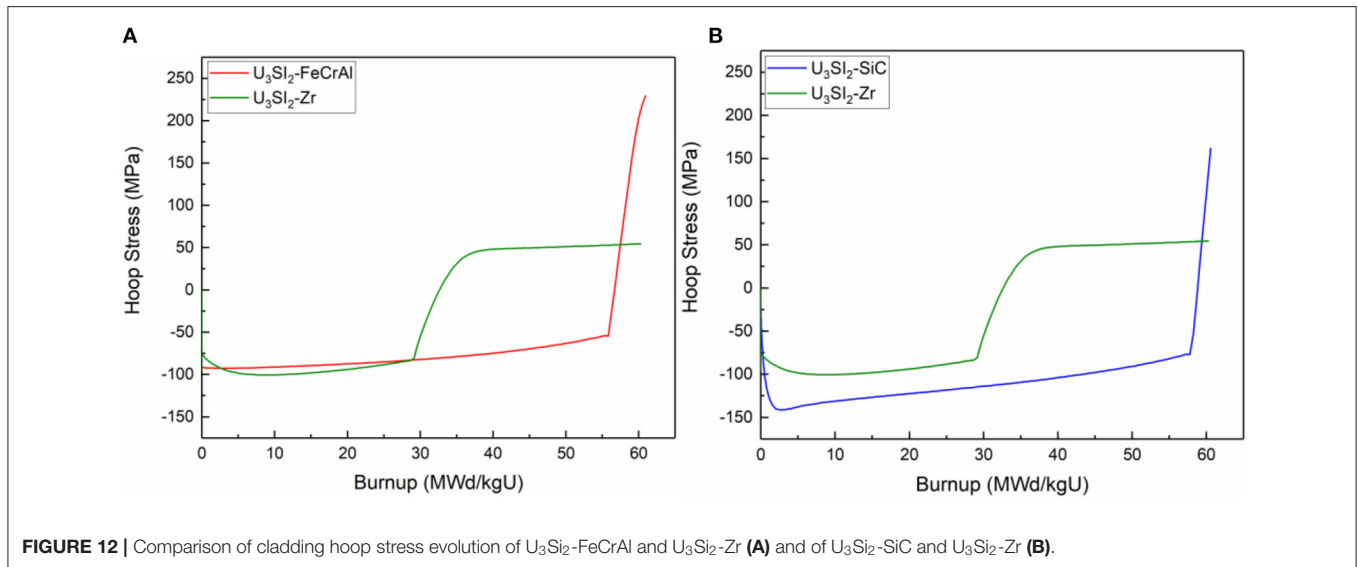 A
250
200
150
100
50
0
-50
-100
-150
Hoop Stress (MPa)
U₃SI₂-FeCrAl
U₃SI₂-Zr
0 10 20 30 40 50 60
Burnup (MWd/kgU)
B
250
200
150
100
50
0
-50
-100
-150
Hoop Stress (MPa)
U₃SI₂-SiC
U₃SI₂-Zr
0 10 20 30 40 50 60
Burnup (MWd/kgU)
FIGURE 12 | Comparison of cladding hoop stress evolution of U₃Si₂-FeCrAl and U₃Si₂-Zr (A) and of U₃Si₂-SiC and U₃Si₂-Zr (B).